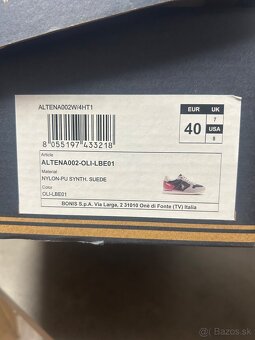 ALTENA002W/4HT1
8 055197 433218
EUR
40
UK
7
USA
8
Article
ALTENA002-OLI-LBE01
Material
NYLON-PU SYNTH. SUEDE
Color
OLI-LBE01
BONIS S.p.A. Via Larga, 2 31010 Onè di Fonte (TV) Italia
Bazos.sk